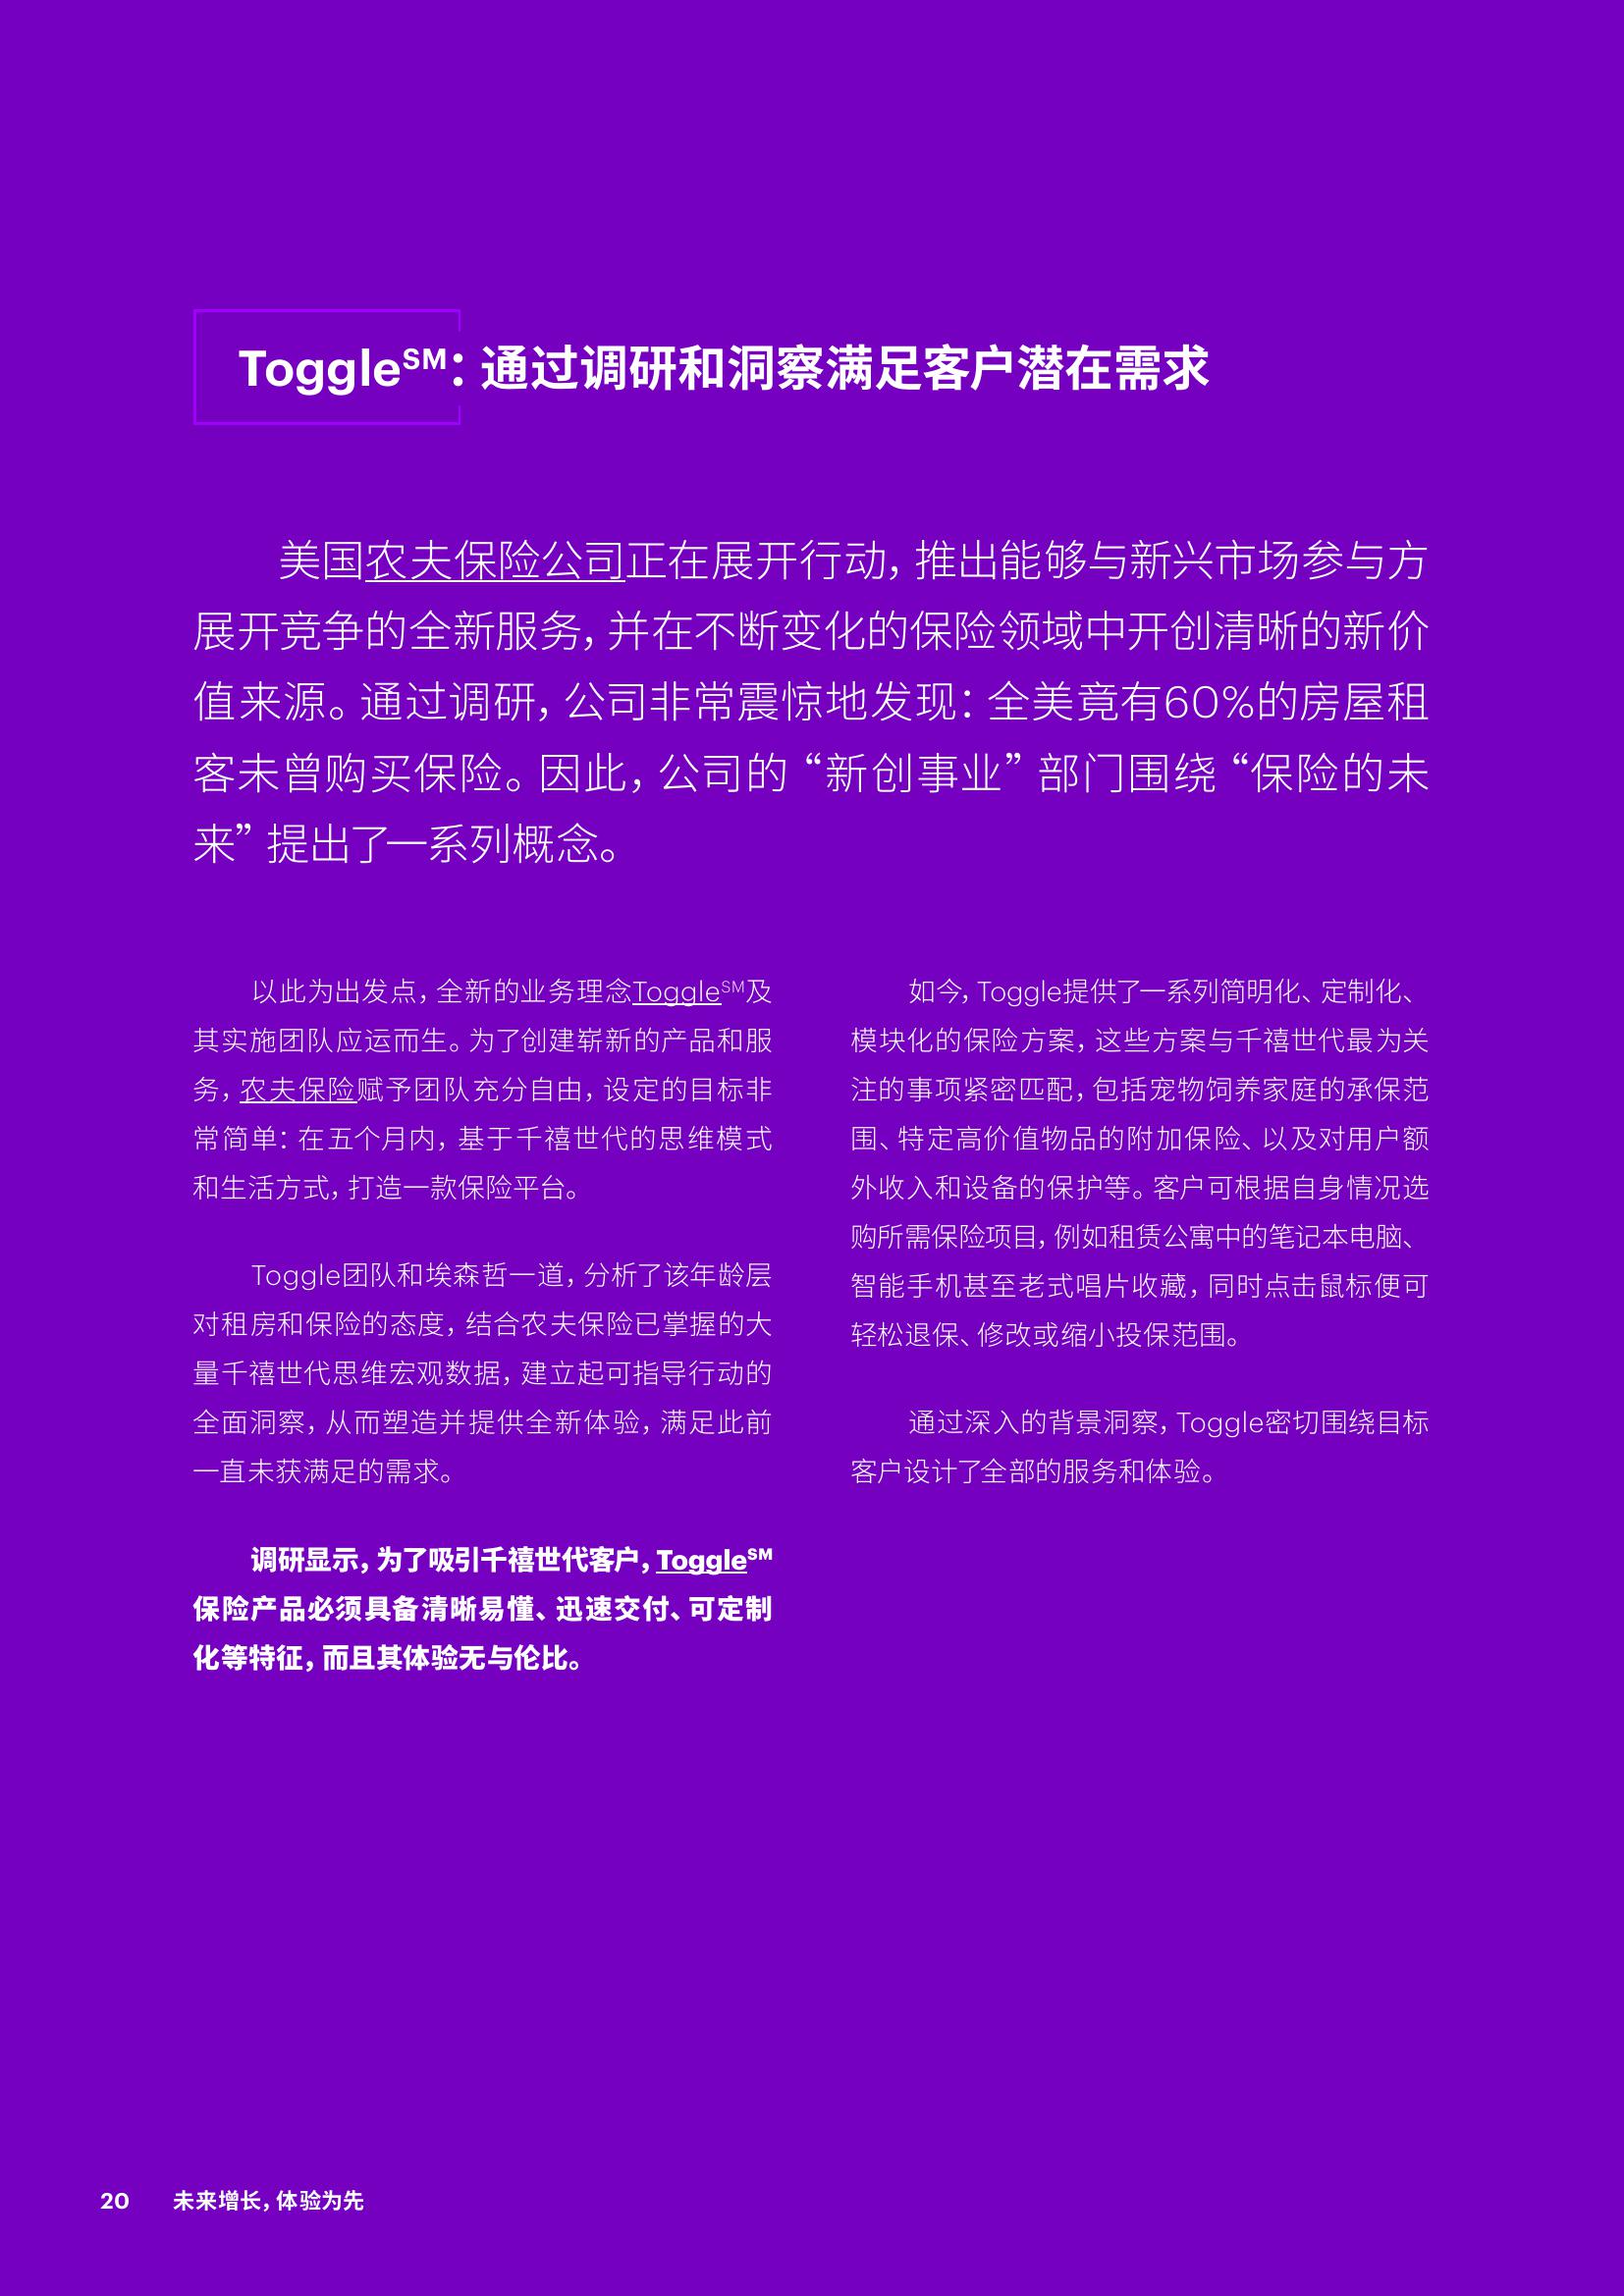 Toggle℠：通过调研和洞察满足客户潜在需求
美国农夫保险公司正在展开行动，推出能够与新兴市场参与方
展开竞争的全新服务，并在不断变化的保险领域中开创清晰的新价
值来源。通过调研，公司非常震惊地发现：全美竟有60%的房屋租
客未曾购买保险。因此，公司的“新创事业”部门围绕“保险的未
来”提出了一系列概念。
以此为出发点，全新的业务理念Toggle℠及
其实施团队应运而生。为了创建崭新的产品和服
务，农夫保险赋予团队充分自由，设定的目标非
常简单：在五个月内，基于千禧世代的思维模式
和生活方式，打造一款保险平台。
Toggle团队和埃森哲一道，分析了该年龄层
对租房和保险的态度，结合农夫保险已掌握的大
量千禧世代思维宏观数据，建立起可指导行动的
全面洞察，从而塑造并提供全新体验，满足此前
一直未获满足的需求。
调研显示，为了吸引千禧世代客户，Toggle℠
保险产品必须具备清晰易懂、迅速交付、可定制
化等特征，而且其体验无与伦比。
如今，Toggle提供了一系列简明化、定制化、
模块化的保险方案，这些方案与千禧世代最为关
注的事项紧密匹配，包括宠物饲养家庭的承保范
围、特定高价值物品的附加保险、以及对用户额
外收入和设备的保护等。客户可根据自身情况选
购所需保险项目，例如租赁公寓中的笔记本电脑、
智能手机甚至老式唱片收藏，同时点击鼠标便可
轻松退保、修改或缩小投保范围。
通过深入的背景洞察，Toggle密切围绕目标
客户设计了全部的服务和体验。
20 未来增长，体验为先